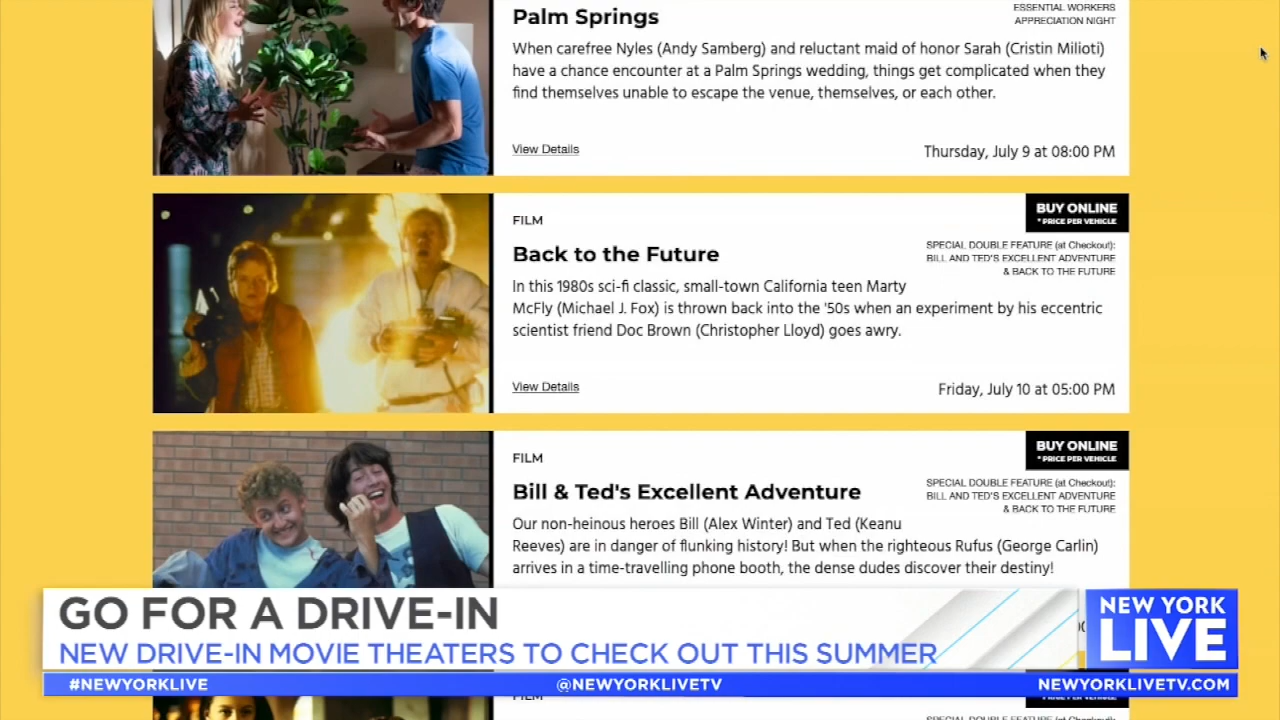 Palm Springs
ESSENTIAL WORKERS
APPRECIATION NIGHT
When carefree Nyles (Andy Samberg) and reluctant maid of honor Sarah (Cristin Milioti)
have a chance encounter at a Palm Springs wedding, things get complicated when they
find themselves unable to escape the venue, themselves, or each other.
View Details
Thursday, July 9 at 08:00 PM
FILM
BUY ONLINE
* PRICE PER VEHICLE
Back to the Future
SPECIAL DOUBLE FEATURE (at Checkout):
BILL AND TED'S EXCELLENT ADVENTURE
& BACK TO THE FUTURE
In this 1980s sci-fi classic, small-town California teen Marty
McFly (Michael J. Fox) is thrown back into the '50s when an experiment by his eccentric
scientist friend Doc Brown (Christopher Lloyd) goes awry.
View Details
Friday, July 10 at 05:00 PM
FILM
BUY ONLINE
* PRICE PER VEHICLE
Bill & Ted's Excellent Adventure
SPECIAL DOUBLE FEATURE (at Checkout):
BILL AND TED'S EXCELLENT ADVENTURE
& BACK TO THE FUTURE
Our non-heinous heroes Bill (Alex Winter) and Ted (Keanu
Reeves) are in danger of flunking history! But when the righteous Rufus (George Carlin)
arrives in a time-travelling phone booth, the dense dudes discover their destiny!
GO FOR A DRIVE-IN
NEW DRIVE-IN MOVIE THEATERS TO CHECK OUT THIS SUMMER
NEW YORK
LIVE
#NEWYORKLIVE
@NEWYORKLIVETV
NEWYORKLIVETV.COM
FILM
* PRICE PER VEHICLE
SPECIAL DOUBLE FEATURE (at Checkout):